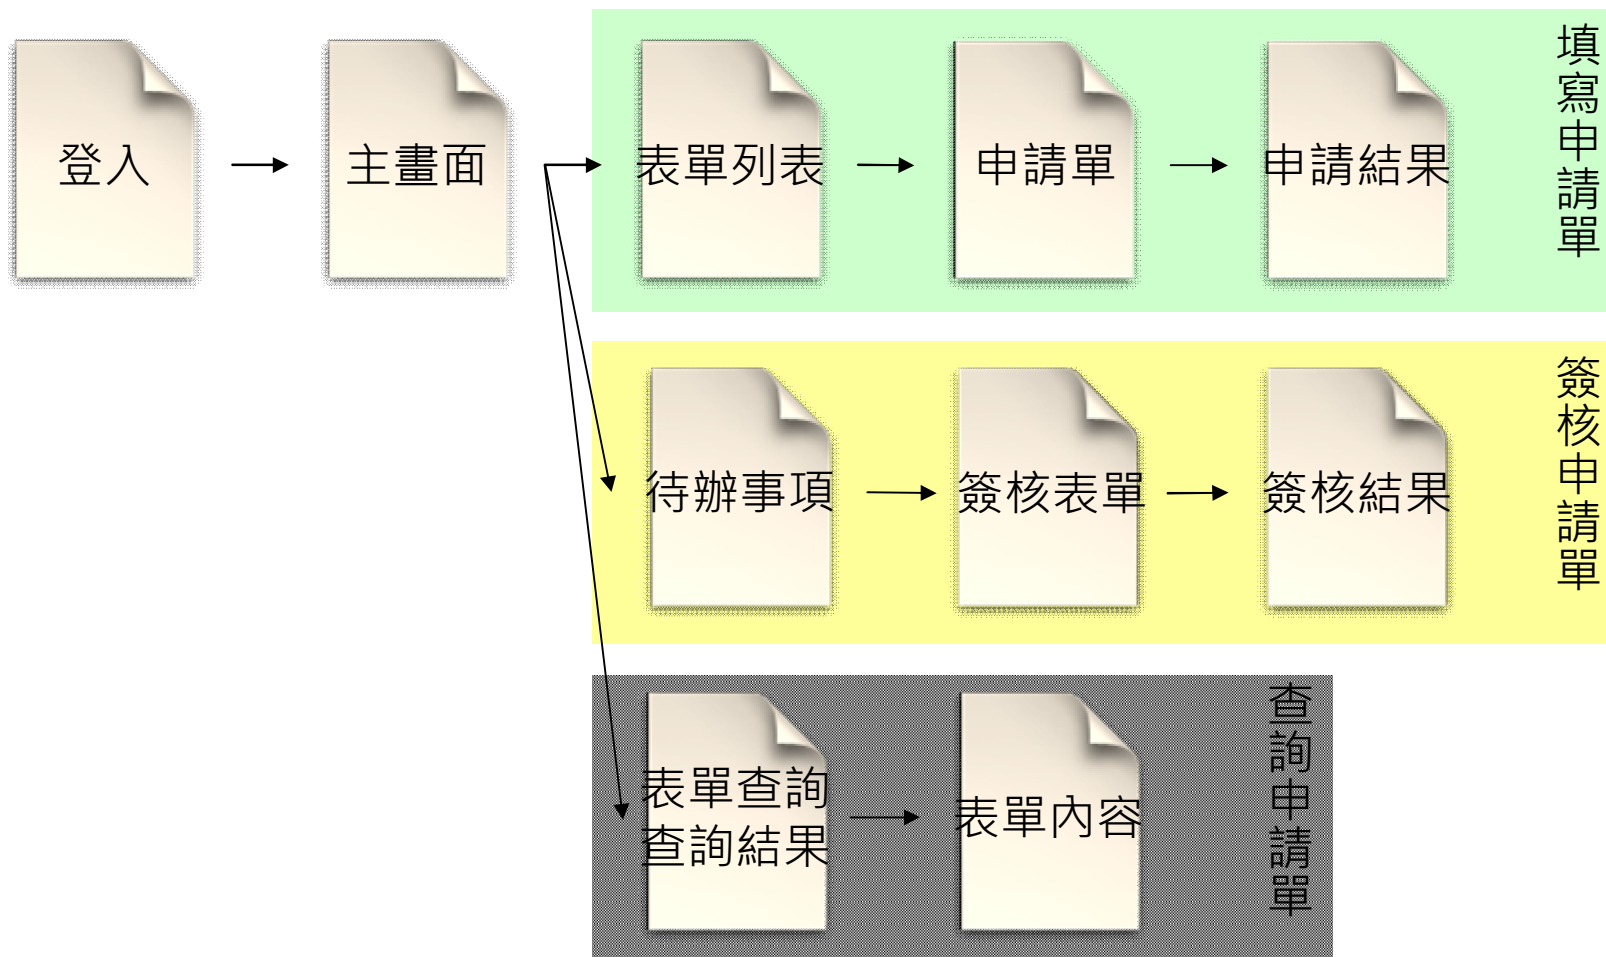 登入
主畫面
表單列表
申請單
申請結果
填寫申請單
待辦事項
簽核表單
簽核結果
簽核申請單
表單查詢
查詢結果
表單內容
查詢申請單